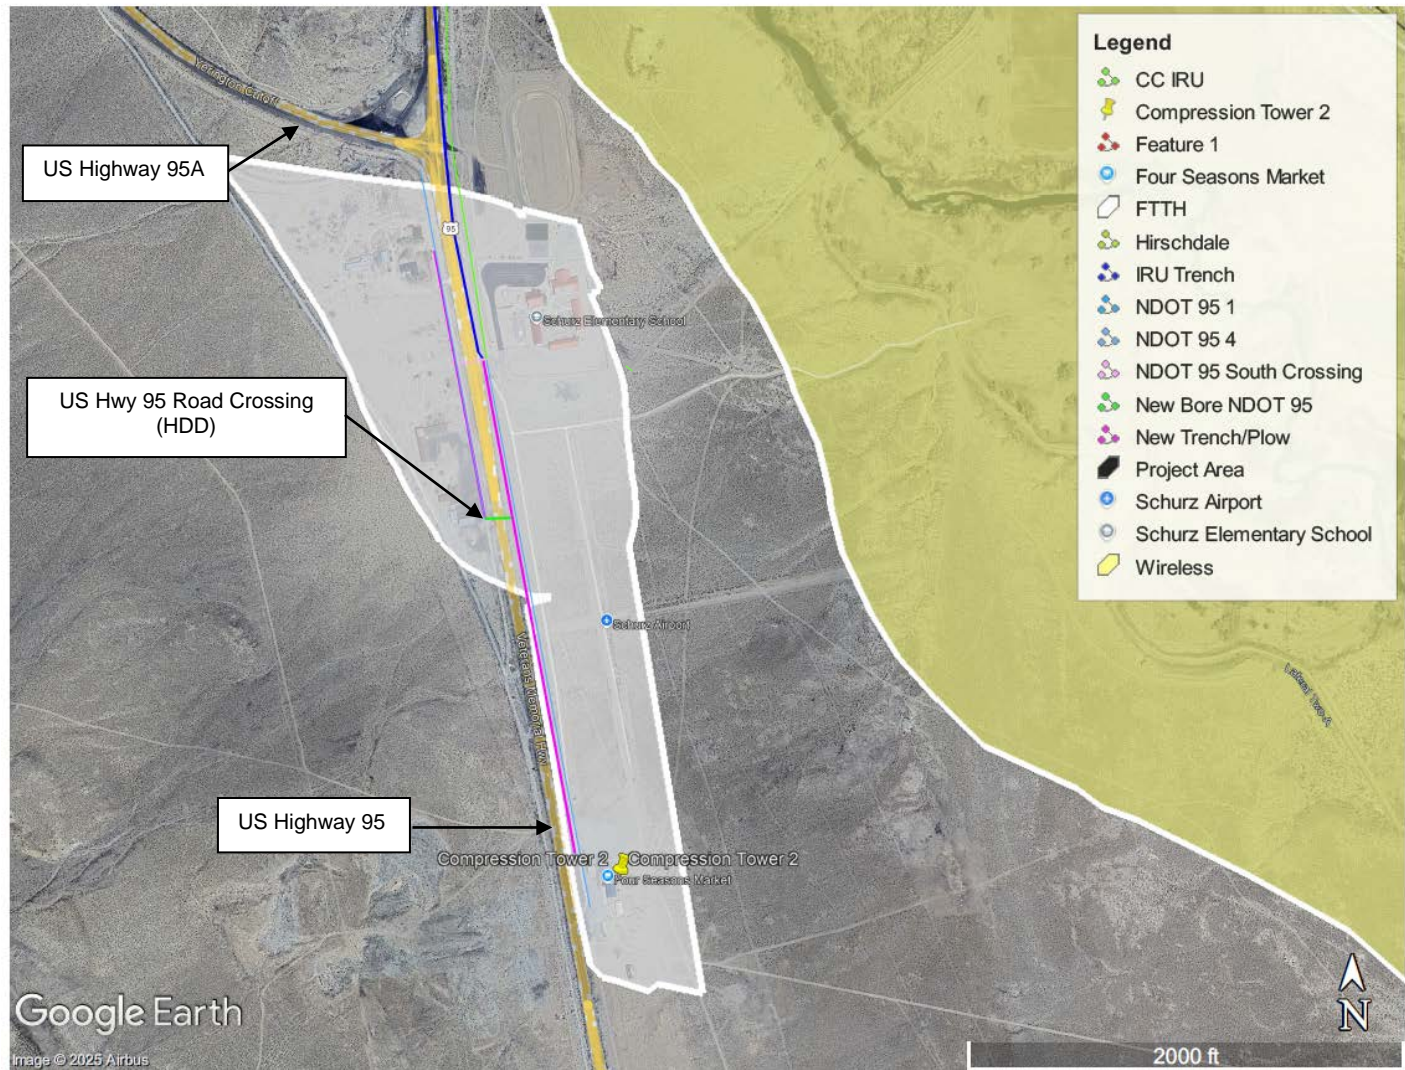 Yerington Cutoff
US Highway 95A
95
Schurz Elementary School
US Hwy 95 Road Crossing
(HDD)
Schurz Airport
Veterans Memorial Hwy
US Highway 95
Compression Tower 2
Compression Tower 2
Four Seasons Market
Lateral Two-A
Legend
CC IRU
Compression Tower 2
Feature 1
Four Seasons Market
FTTH
Hirschdale
IRU Trench
NDOT 95 1
NDOT 95 4
NDOT 95 South Crossing
New Bore NDOT 95
New Trench/Plow
Project Area
Schurz Airport
Schurz Elementary School
Wireless
N
Google Earth
Image © 2025 Airbus
2000 ft